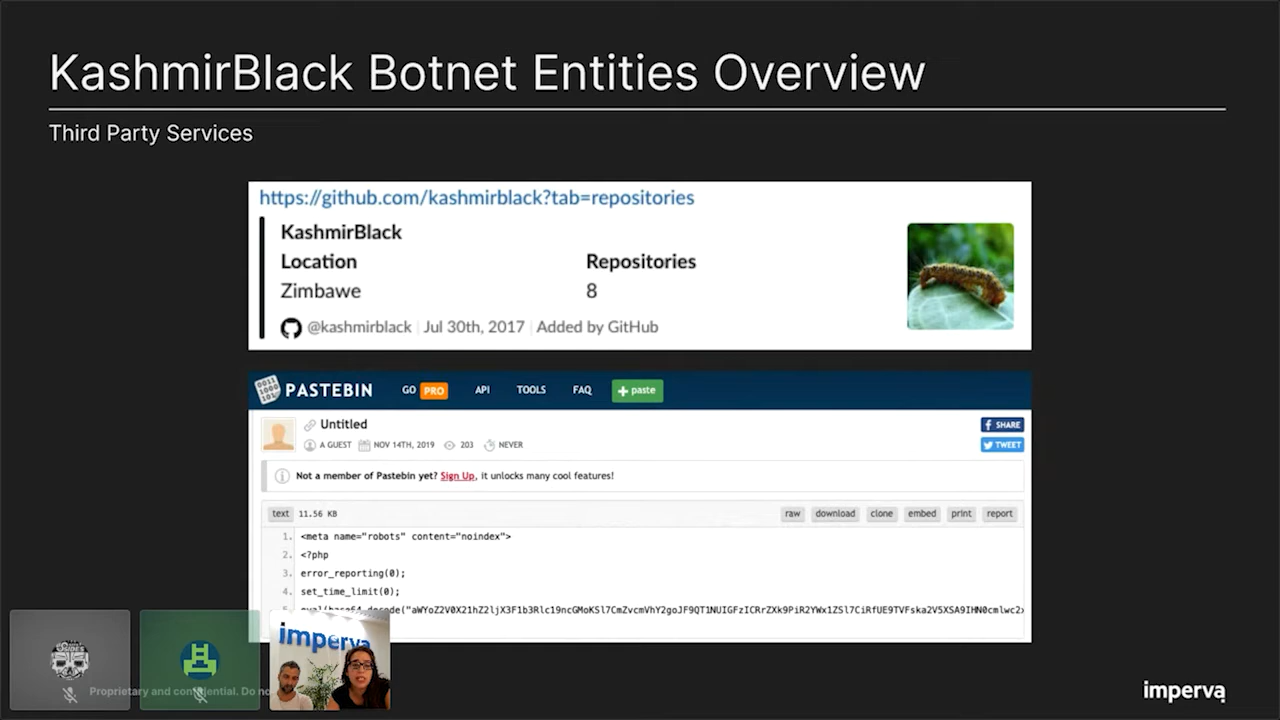 KashmirBlack Botnet Entities Overview
Third Party Services
https://github.com/kashmirblack?tab=repositories
KashmirBlack
Location Repositories
Zimbawe 8
@kashmirblack Jul 30th, 2017 Added by GitHub
PASTEBIN GO PRO API TOOLS FAQ + paste
Untitled SHARE
A GUEST NOV 14TH, 2019 203 NEVER TWEET
Not a member of Pastebin yet? Sign Up, it unlocks many cool features!
text 11.56 KB raw download clone embed print report
1. <meta name="robots" content="noindex">
2. <?php
3. error_reporting(0);
4. set_time_limit(0);
imperva
SIDES
Proprietary and confidential. Do no
imperva